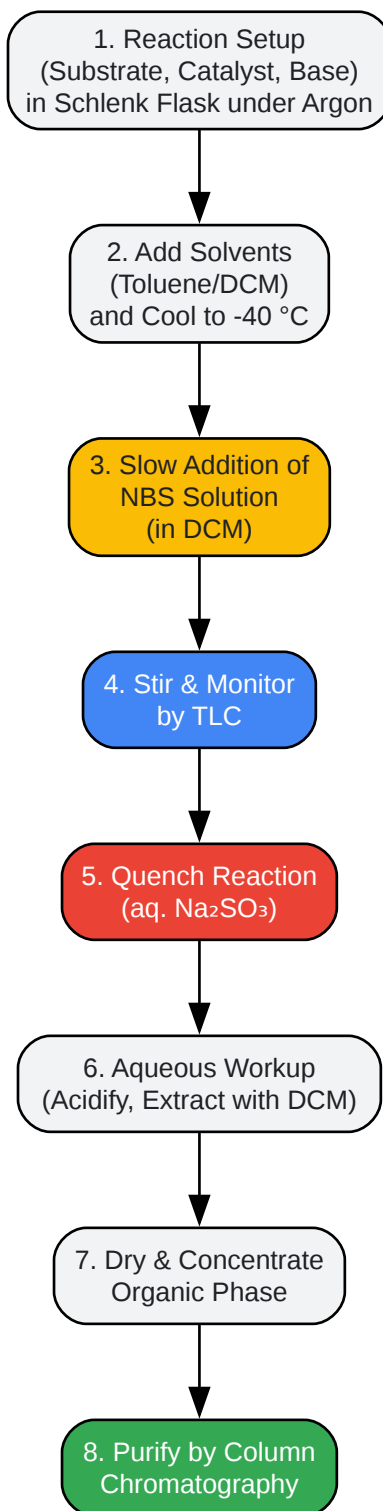 1. Reaction Setup
(Substrate, Catalyst, Base)
in Schlenk Flask under Argon
2. Add Solvents
(Toluene/DCM)
and Cool to -40 °C
3. Slow Addition of
NBS Solution
(in DCM)
4. Stir & Monitor
by TLC
5. Quench Reaction
(aq. Na₂SO₃)
6. Aqueous Workup
(Acidify, Extract with DCM)
7. Dry & Concentrate
Organic Phase
8. Purify by Column
Chromatography